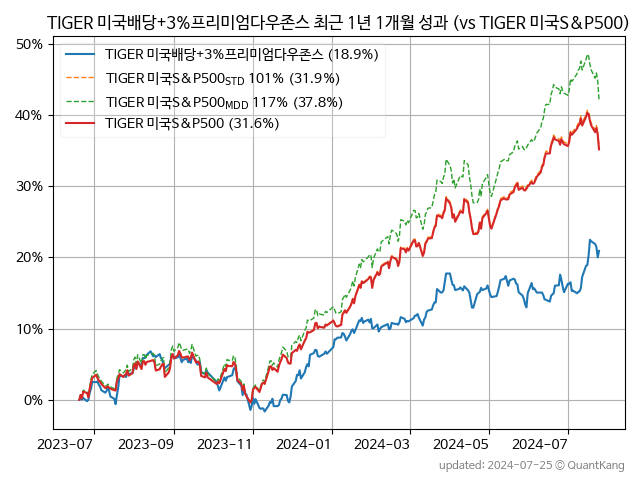 TIGER 미국배당+3%프리미엄다우존스 최근 1년 1개월 성과 (vs TIGER 미국S&P500)
TIGER 미국배당+3%프리미엄다우존스 (18.9%)
TIGER 미국S&P500STD 101% (31.9%)
TIGER 미국S&P500MDD 117% (37.8%)
TIGER 미국S&P500 (31.6%)
50%
40%
30%
20%
10%
0%
2023-07 2023-09 2023-11 2024-01 2024-03 2024-05 2024-07
updated: 2024-07-25 © QuantKang